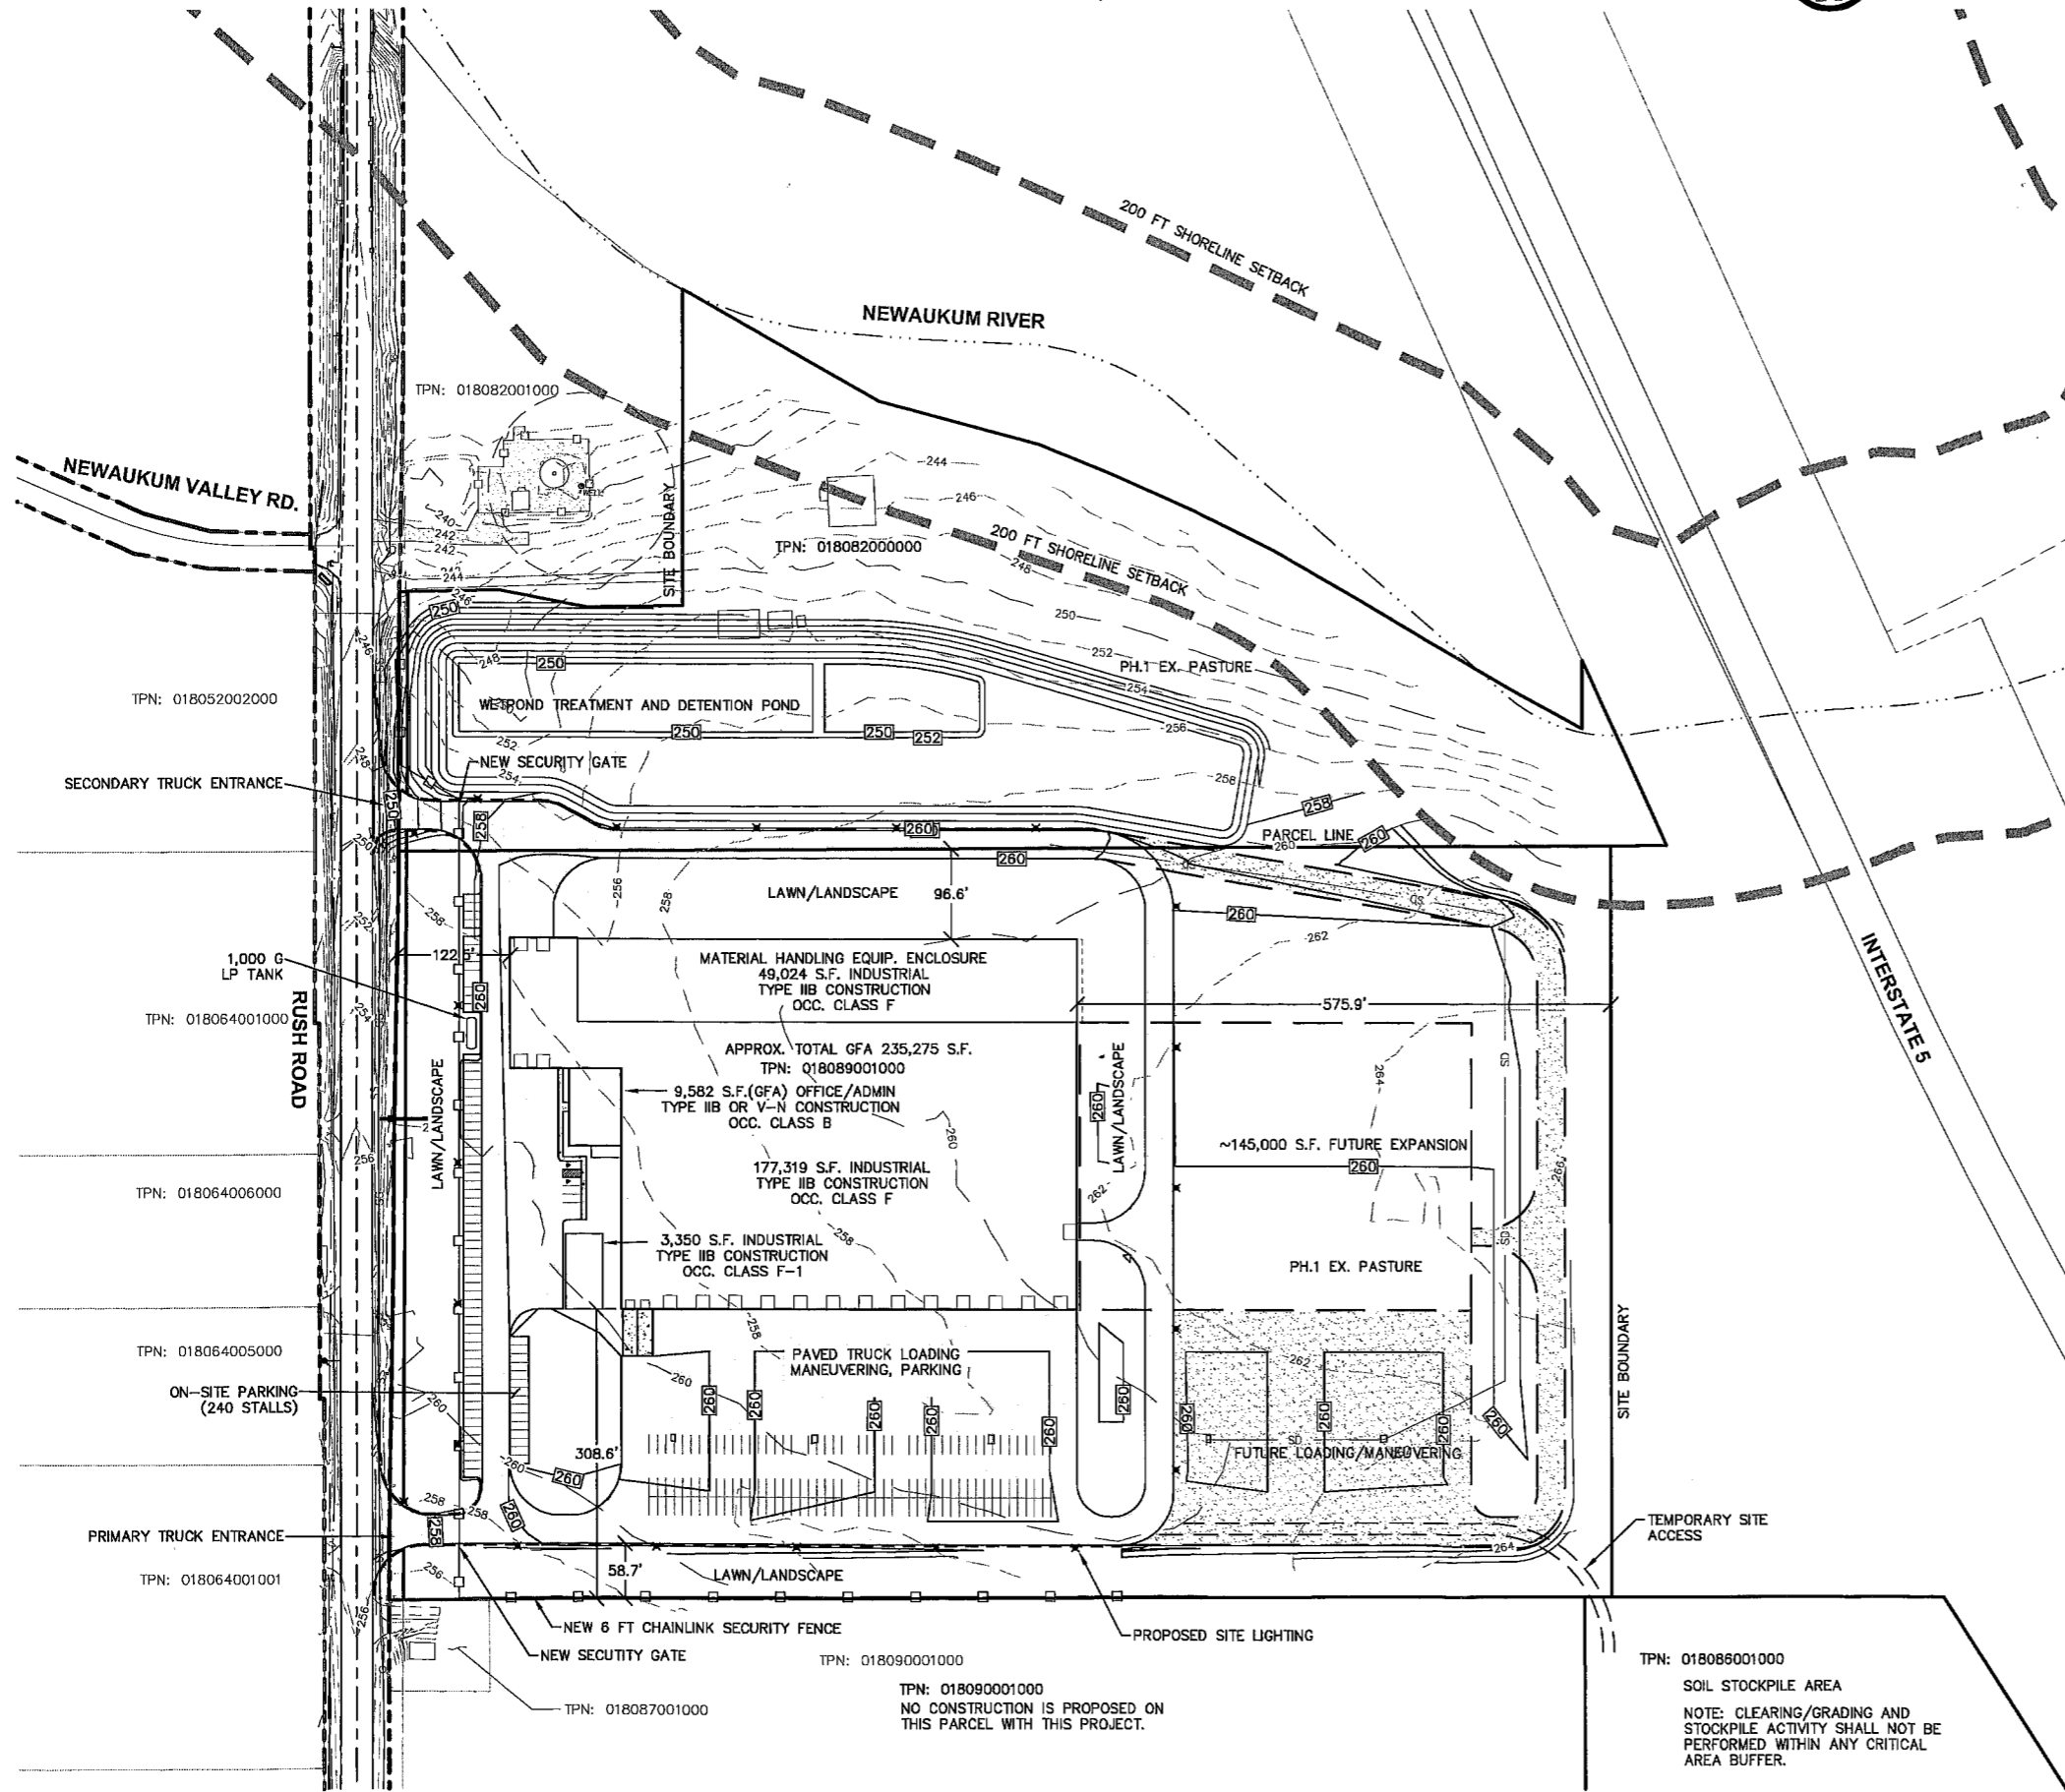 200 FT SHORELINE SETBACK
NEWAUKUM RIVER
TPN: 018082001000
NEWAUKUM VALLEY RD.
WELL
240
242
242
244
SITE BOUNDARY
244
246
TPN: 018082000000
200 FT SHORELINE SETBACK
248
250
252
254
256
258
PH.1 EX. PASTURE
250
246
248
250
WETPOND TREATMENT AND DETENTION POND
250
250
252
252
254
TPN: 018052002000
246
248
NEW SECURITY GATE
SECONDARY TRUCK ENTRANCE
250
250
258
260
258
PARCEL LINE
260
260
260
LAWN/LANDSCAPE
96.6'
256
258
258
252
254
260
262
122.5'
1,000 G
LP TANK
260
MATERIAL HANDLING EQUIP. ENCLOSURE
49,024 S.F. INDUSTRIAL
TYPE IIB CONSTRUCTION
OCC. CLASS F
575.9'
INTERSTATE 5
RUSH ROAD
TPN: 018064001000
APPROX. TOTAL GFA 235,275 S.F.
TPN: 018089001000
9,582 S.F.(GFA) OFFICE/ADMIN
TYPE IIB OR V-N CONSTRUCTION
OCC. CLASS B
LAWN/LANDSCAPE
LAWN/LANDSCAPE
260
260
264
~145,000 S.F. FUTURE EXPANSION
260
266
256
TPN: 018064006000
177,319 S.F. INDUSTRIAL
TYPE IIB CONSTRUCTION
OCC. CLASS F
262
258
3,350 S.F. INDUSTRIAL
TYPE IIB CONSTRUCTION
OCC. CLASS F-1
PH.1 EX. PASTURE
SITE BOUNDARY
258
TPN: 018064005000
PAVED TRUCK LOADING
MANEUVERING, PARKING
262
ON-SITE PARKING
(240 STALLS)
260
260
260
260
260
260
260
260
260
260
260
260
308.6'
260
260
SD
FUTURE LOADING/MANEUVERING
258
258
260
258
PRIMARY TRUCK ENTRANCE
264
TEMPORARY SITE
ACCESS
TPN: 018064001001
256
256
58.7'
LAWN/LANDSCAPE
NEW 6 FT CHAINLINK SECURITY FENCE
PROPOSED SITE LIGHTING
NEW SECUTITY GATE
TPN: 018090001000
TPN: 018087001000
TPN: 018090001000
NO CONSTRUCTION IS PROPOSED ON
THIS PARCEL WITH THIS PROJECT.
TPN: 018086001000
SOIL STOCKPILE AREA
NOTE: CLEARING/GRADING AND
STOCKPILE ACTIVITY SHALL NOT BE
PERFORMED WITHIN ANY CRITICAL
AREA BUFFER.